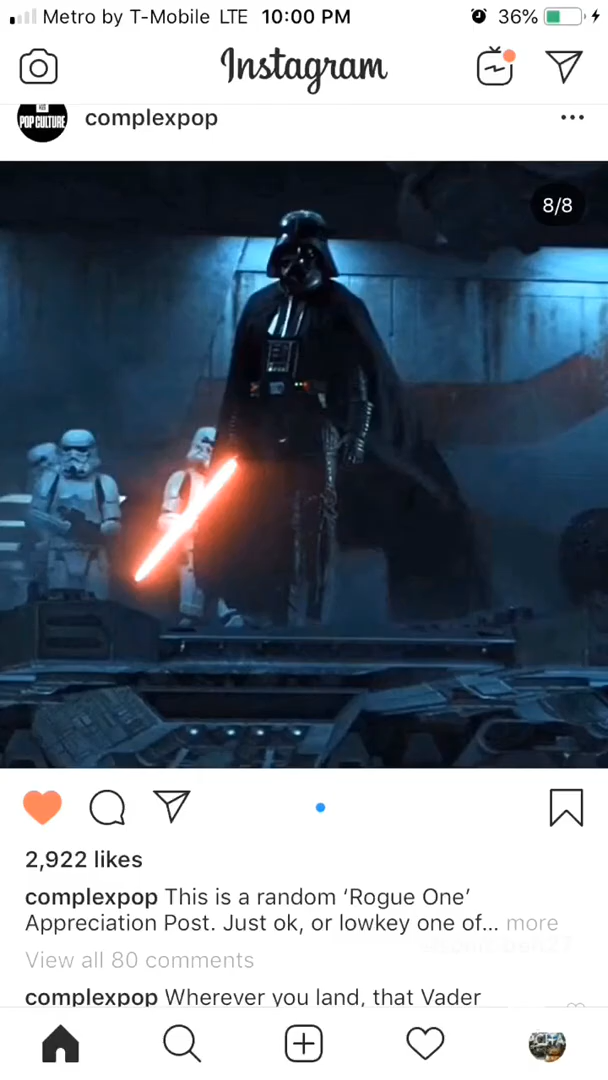 Metro by T-Mobile LTE 10:00 PM 36%
Instagram
POP CULTURE
complexpop
8/8
2,922 likes
complexpop This is a random ‘Rogue One’
Appreciation Post. Just ok, or lowkey one of... more
View all 80 comments
complexpop Wherever you land, that Vader